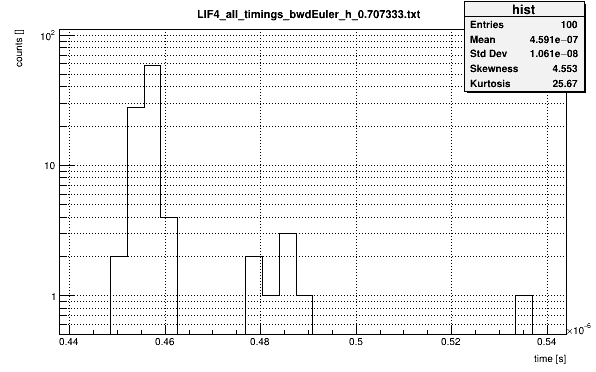 LIF4_all_timings_bwdEuler_h_0.707333.txt
hist
Entries 100
Mean 4.591e−07
Std Dev 1.061e−08
Skewness 4.553
Kurtosis 25.67
counts []
10²
10
1
0.44 0.46 0.48 0.5 0.52 0.54
×10⁻⁶
time [s]